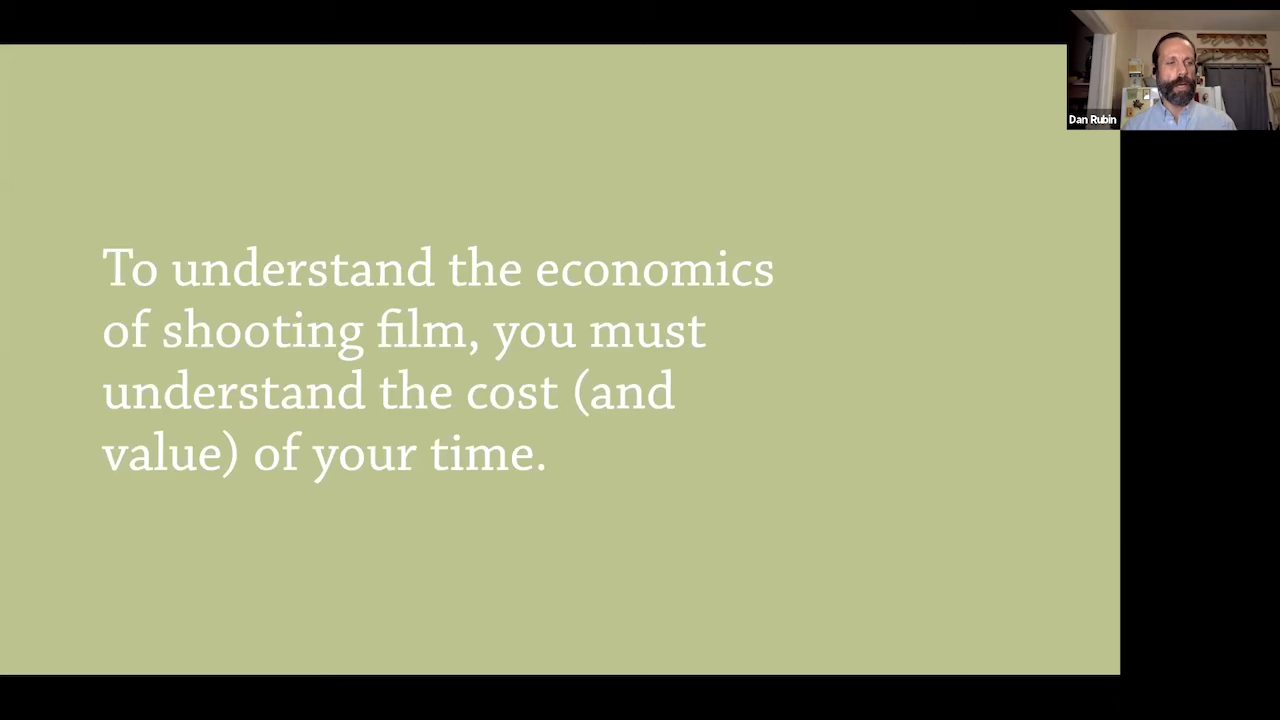 Dan Rubin
To understand the economics
of shooting film, you must
understand the cost (and
value) of your time.